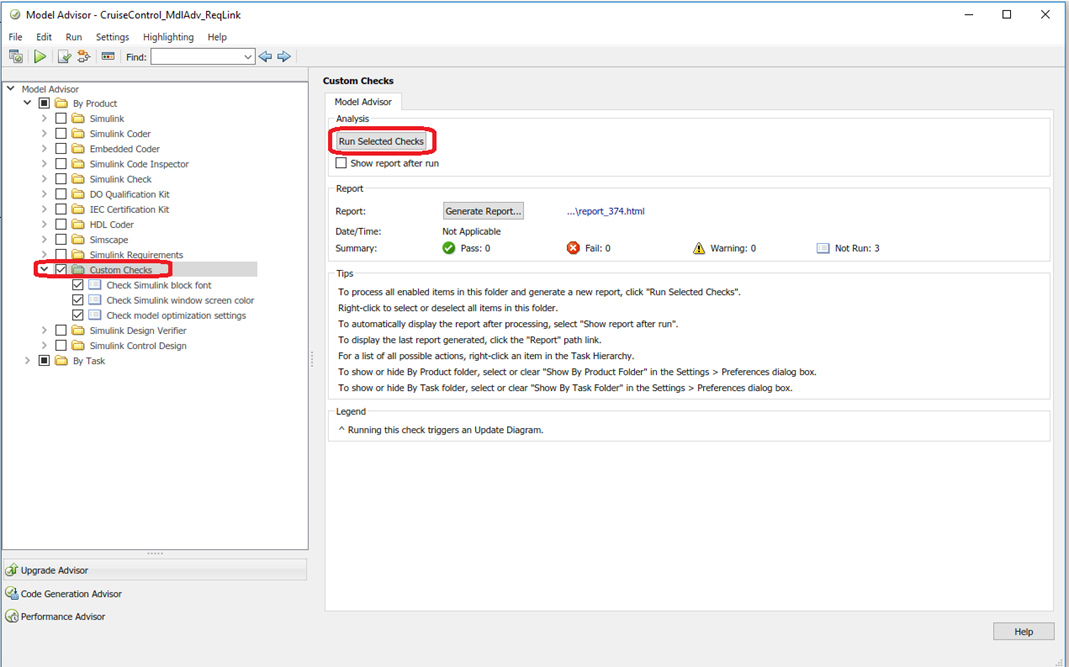 Model Advisor - CruiseControl_MdlAdv_ReqLink
File Edit Run Settings Highlighting Help
Find:
Model Advisor
By Product
Simulink
Simulink Coder
Embedded Coder
Simulink Code Inspector
Simulink Check
DO Qualification Kit
IEC Certification Kit
HDL Coder
Simscape
Simulink Requirements
Custom Checks
Check Simulink block font
Check Simulink window screen color
Check model optimization settings
Simulink Design Verifier
Simulink Control Design
By Task
Upgrade Advisor
Code Generation Advisor
Performance Advisor
Custom Checks
Model Advisor
Analysis
Run Selected Checks
Show report after run
Report
Report: Generate Report... ...\report_374.html
Date/Time: Not Applicable
Summary: Pass: 0 Fail: 0 Warning: 0 Not Run: 3
Tips
To process all enabled items in this folder and generate a new report, click "Run Selected Checks".
Right-click to select or deselect all items in this folder.
To automatically display the report after processing, select "Show report after run".
To display the last report generated, click the "Report" path link.
For a list of all possible actions, right-click an item in the Task Hierarchy.
To show or hide By Product folder, select or clear "Show By Product Folder" in the Settings > Preferences dialog box.
To show or hide By Task folder, select or clear "Show By Task Folder" in the Settings > Preferences dialog box.
Legend
^ Running this check triggers an Update Diagram.
Help